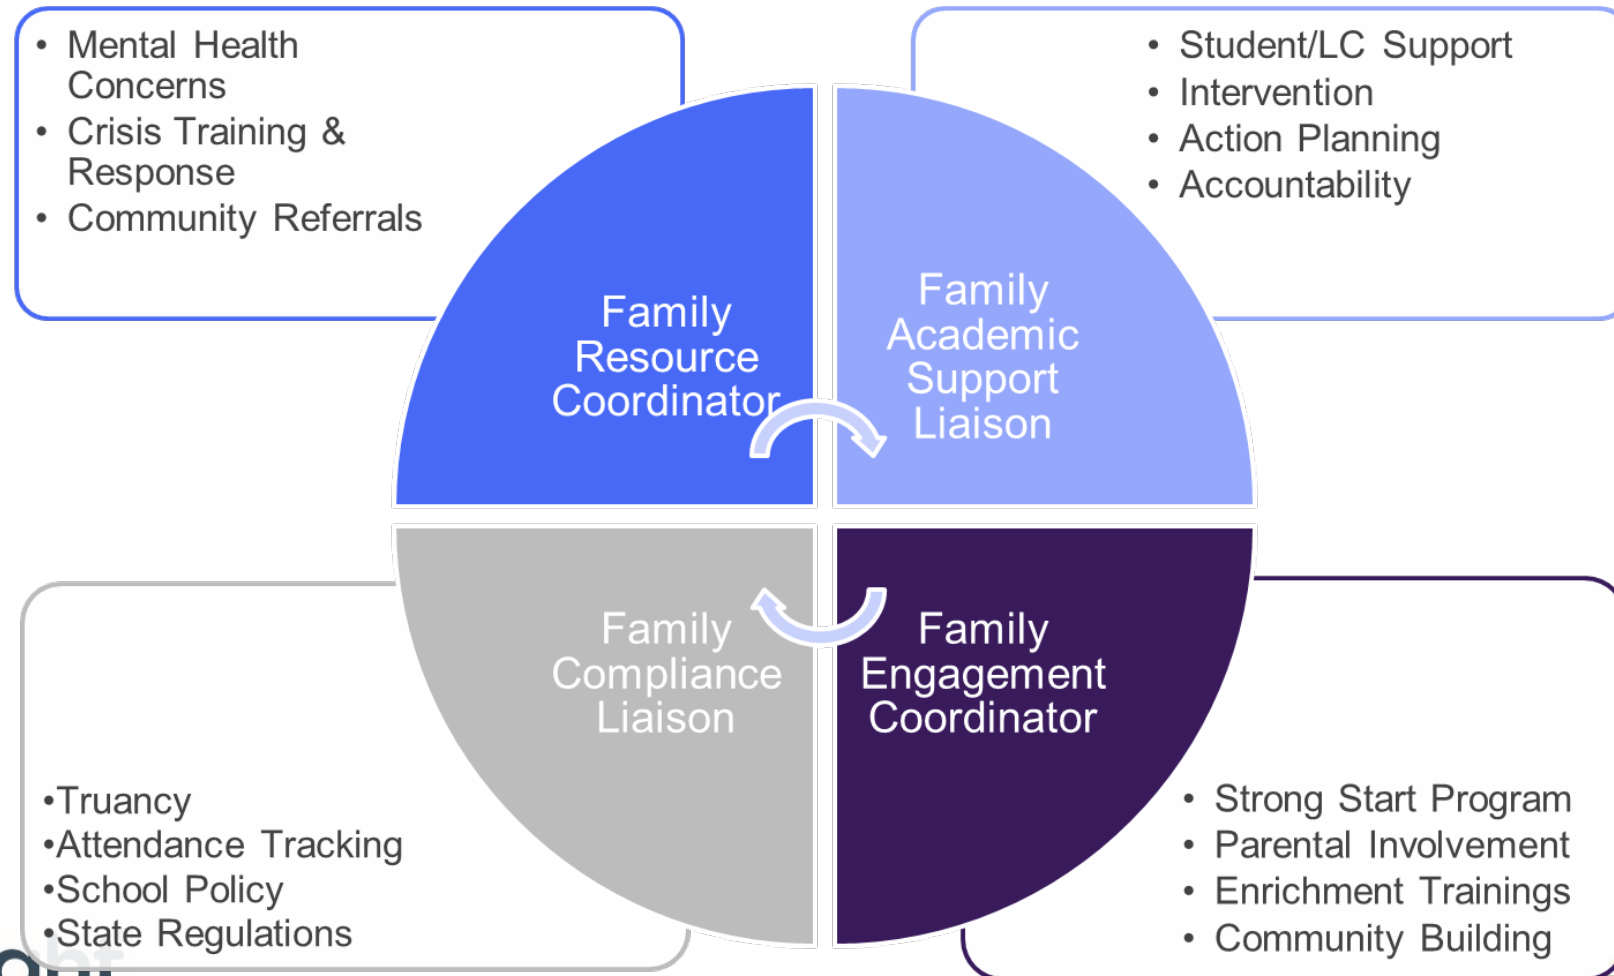 • Mental Health
Concerns
• Crisis Training &
Response
• Community Referrals
• Student/LC Support
• Intervention
• Action Planning
• Accountability
Family
Resource
Coordinator
Family
Academic
Support
Liaison
Family
Compliance
Liaison
Family
Engagement
Coordinator
•Truancy
•Attendance Tracking
•School Policy
•State Regulations
• Strong Start Program
• Parental Involvement
• Enrichment Trainings
• Community Building